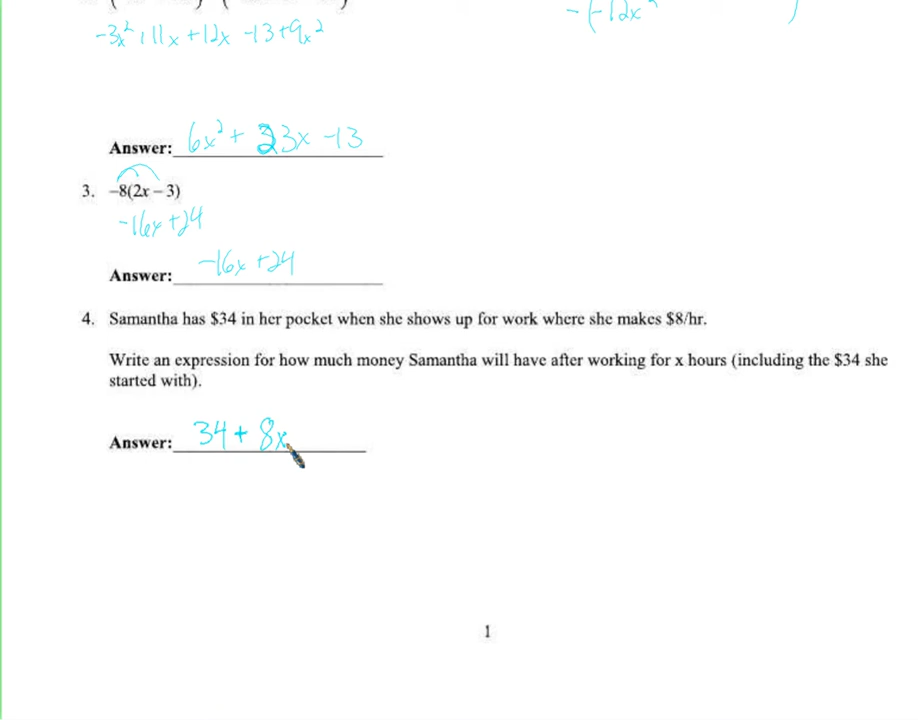 -(-12x
-3x²+11x+12x -13+9x²
Answer: 6x²+ 23x -13
3. –8(2x – 3)
-16x +24
Answer: -16x +24
4. Samantha has $34 in her pocket when she shows up for work where she makes $8/hr.
Write an expression for how much money Samantha will have after working for x hours (including the $34 she
started with).
Answer: 34 + 8x
1